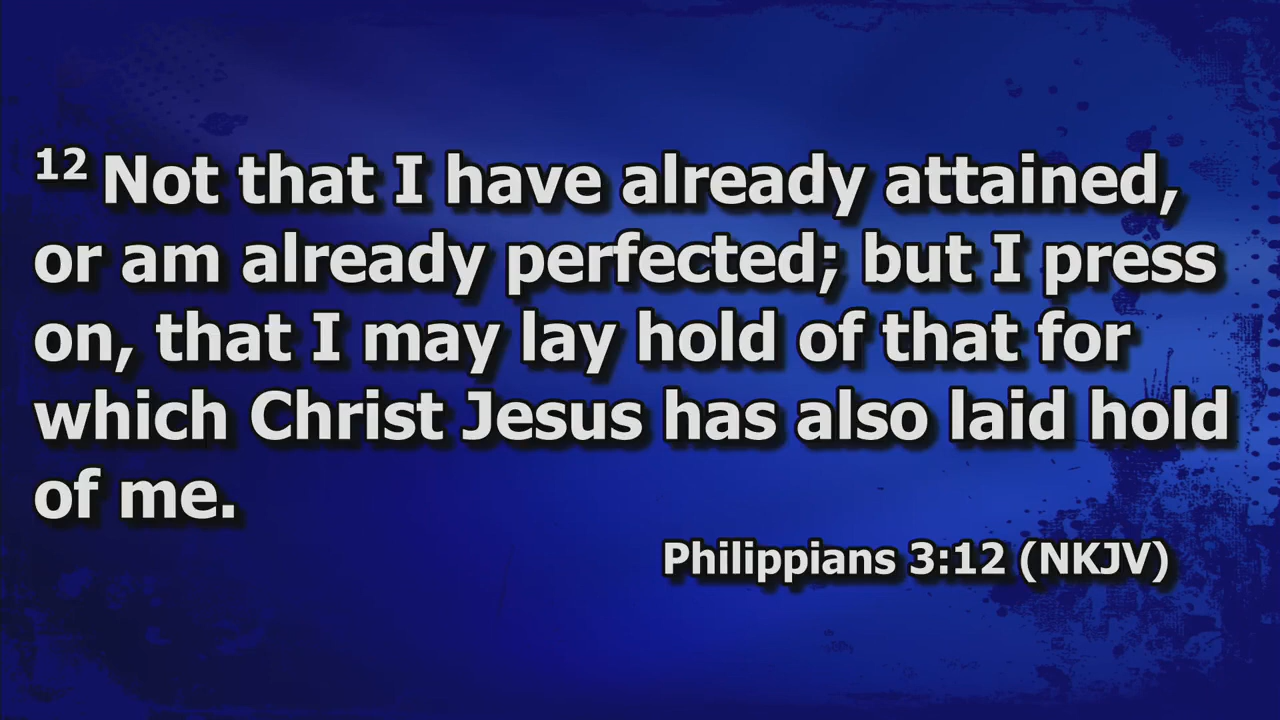 12 Not that I have already attained,
or am already perfected; but I press
on, that I may lay hold of that for
which Christ Jesus has also laid hold
of me.
Philippians 3:12 (NKJV)